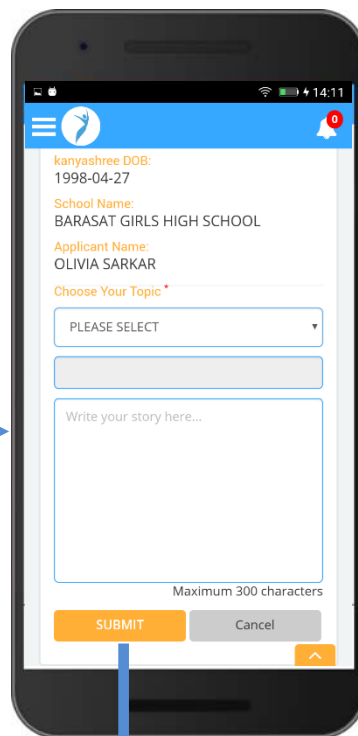 14:11
0
kanyashree DOB:
1998-04-27
School Name:
BARASAT GIRLS HIGH SCHOOL
Applicant Name:
OLIVIA SARKAR
Choose Your Topic *
PLEASE SELECT
Write your story here...
Maximum 300 characters
SUBMIT Cancel